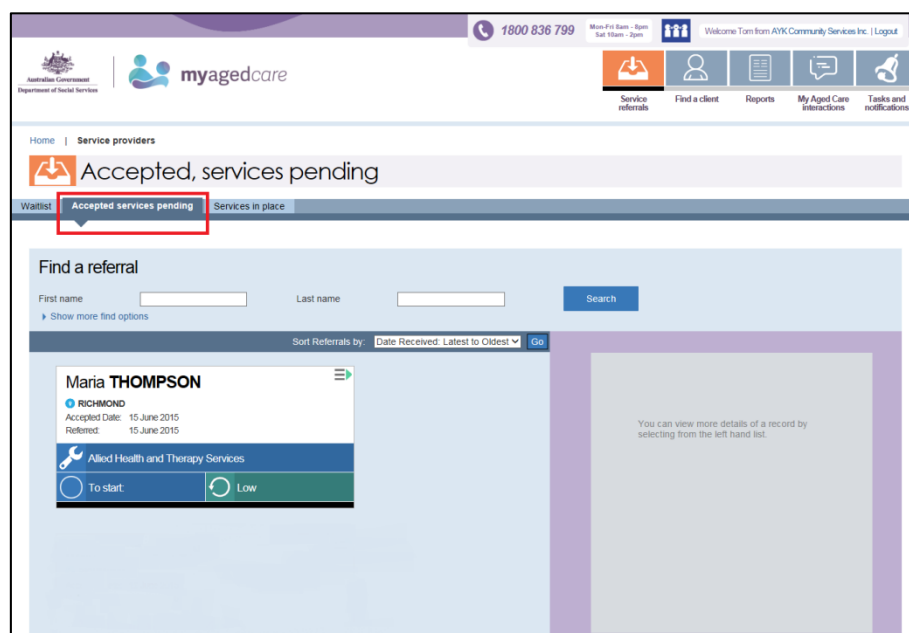 1800 836 799
Mon-Fri 8am - 8pm
Sat 10am - 2pm
Welcome Tom from AYK Community Services Inc. | Logout
Australian Government
Department of Social Services
myagedcare
Service
referrals
Find a client
Reports
My Aged Care
interactions
Tasks and
notifications
Home | Service providers
Accepted, services pending
Waitlist Accepted services pending Services in place
Find a referral
First name Last name Search
Show more find options
Sort Referrals by: Date Received: Latest to Oldest Go
Maria THOMPSON
RICHMOND
Accepted Date: 15 June 2015
Referred: 15 June 2015
Allied Health and Therapy Services
To start: Low
You can view more details of a record by
selecting from the left hand list.